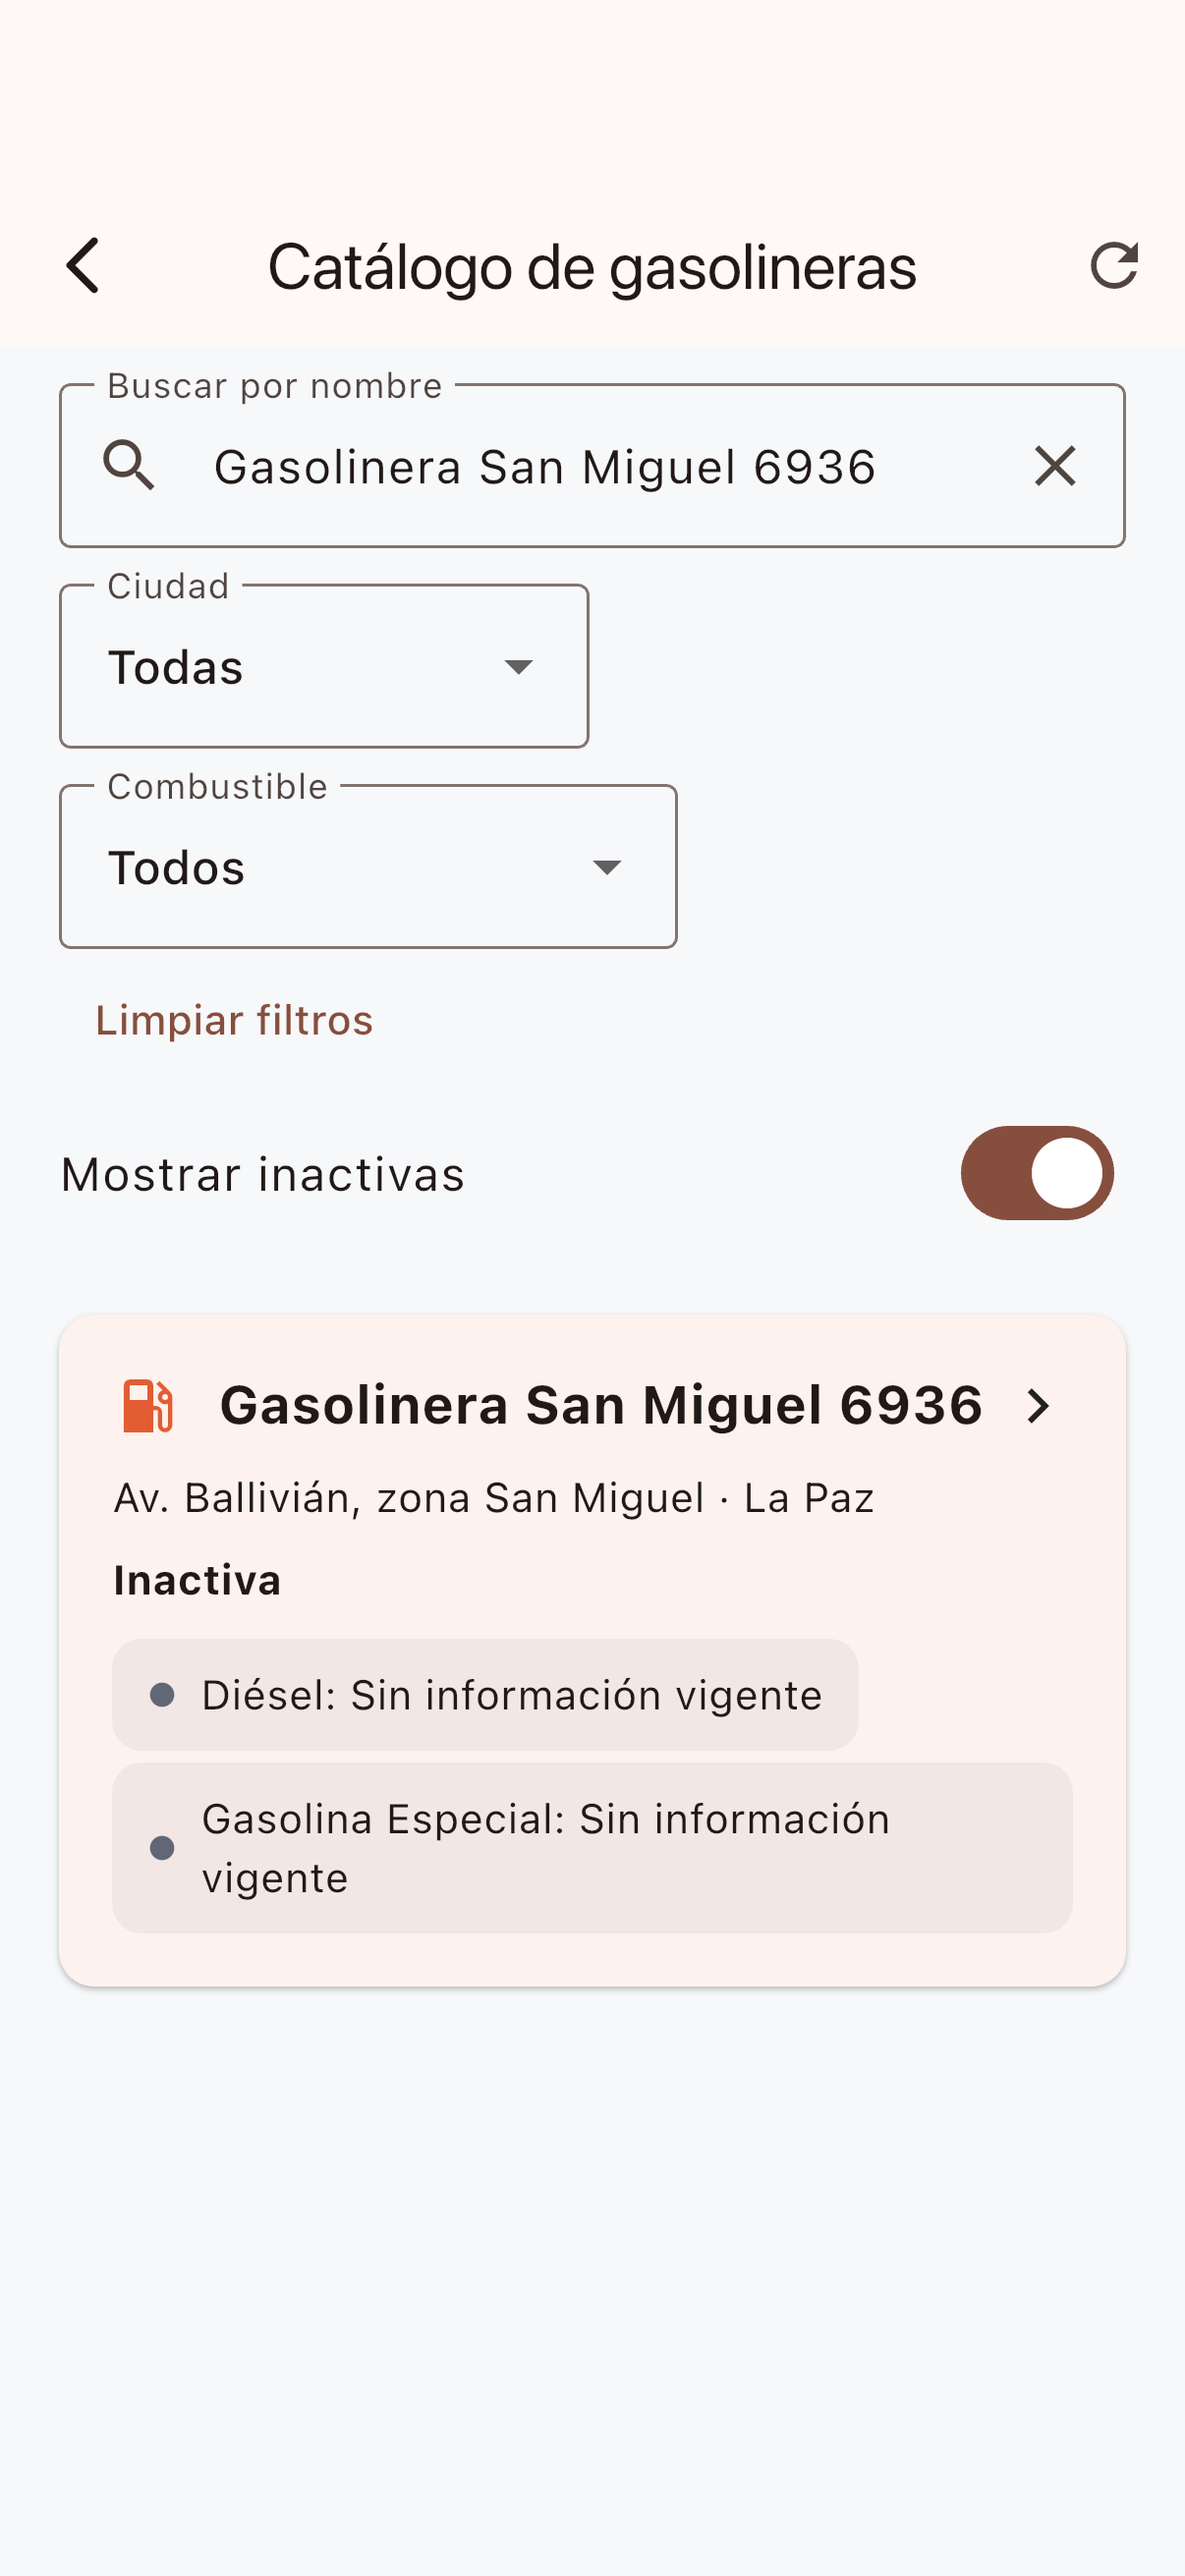 Catálogo de gasolineras
Buscar por nombre
Gasolinera San Miguel 6936
Ciudad
Todas
Combustible
Todos
Limpiar filtros
Mostrar inactivas
Gasolinera San Miguel 6936
Av. Ballivián, zona San Miguel · La Paz
Inactiva
Diésel: Sin información vigente
Gasolina Especial: Sin información
vigente